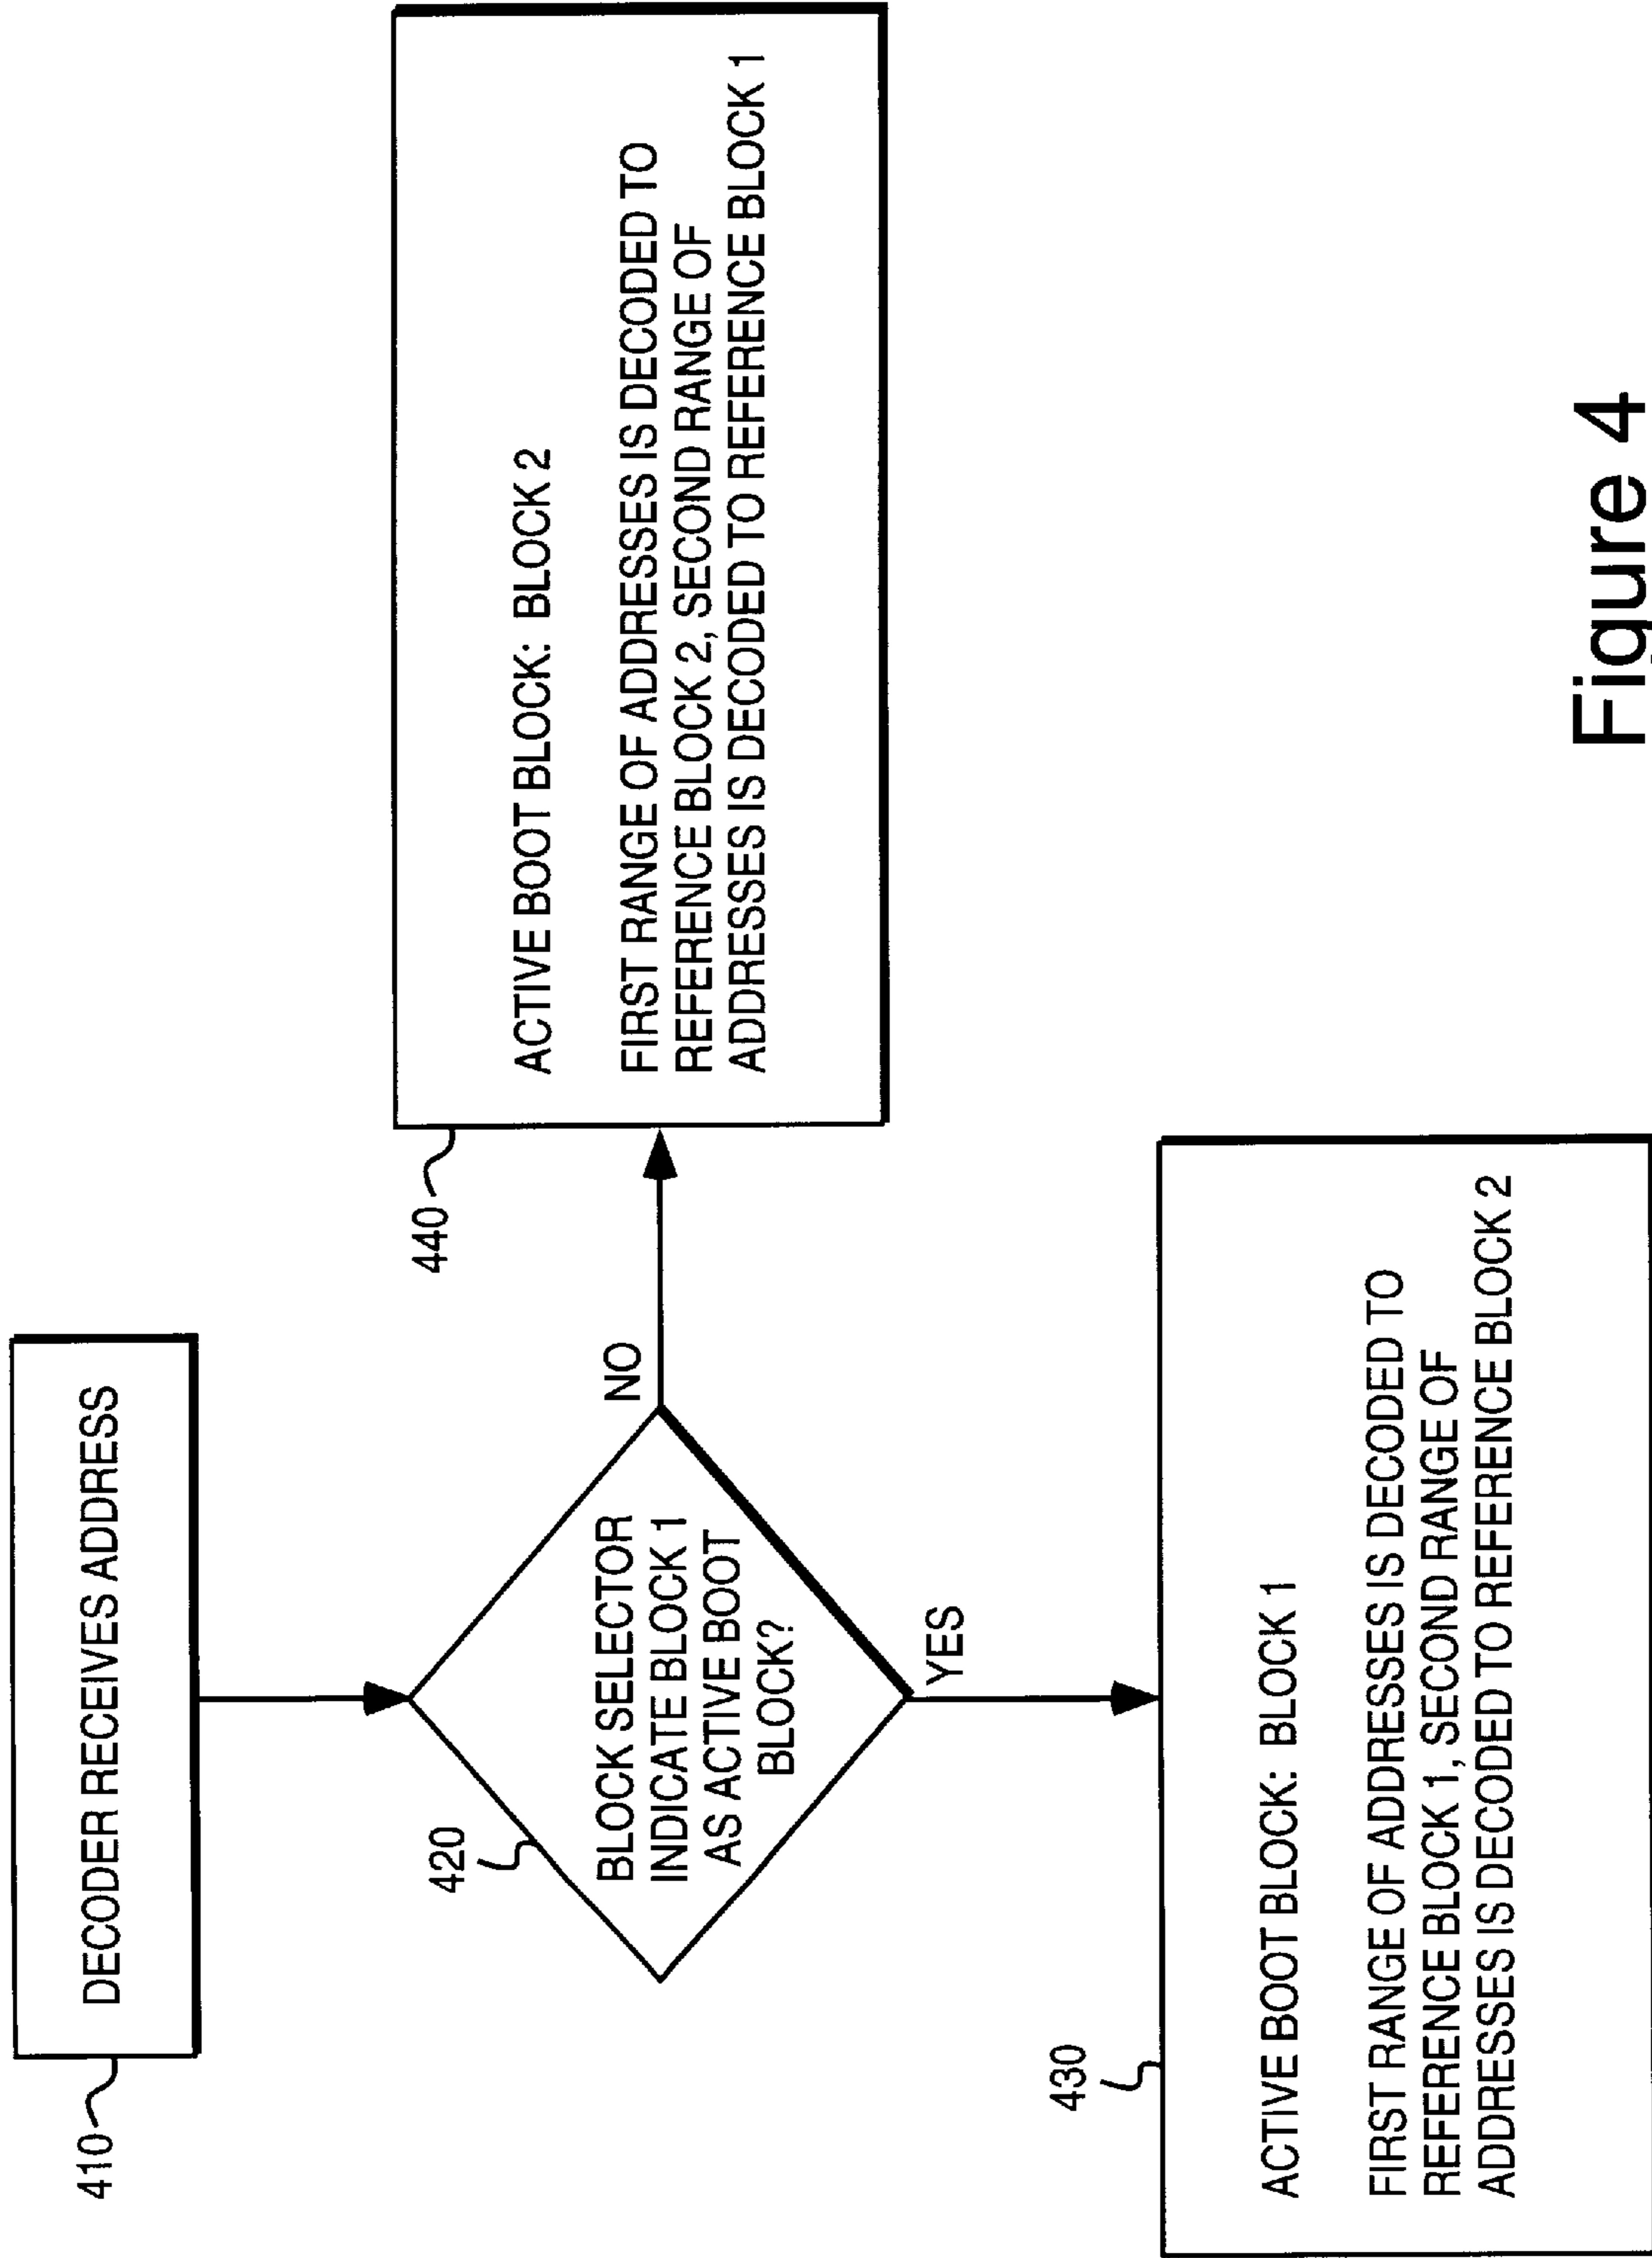 410
DECODER RECEIVES ADDRESS
420
BLOCK SELECTOR
INDICATE BLOCK 1
AS ACTIVE BOOT
BLOCK?
NO
YES
440
ACTIVE BOOT BLOCK: BLOCK 2
FIRST RANGE OF ADDRESSES IS DECODED TO
REFERENCE BLOCK 2, SECOND RANGE OF
ADDRESSES IS DECODED TO REFERENCE BLOCK 1
430
ACTIVE BOOT BLOCK: BLOCK 1
FIRST RANGE OF ADDRESSES IS DECODED TO
REFERENCE BLOCK 1, SECOND RANGE OF
ADDRESSES IS DECODED TO REFERENCE BLOCK 2
Figure 4